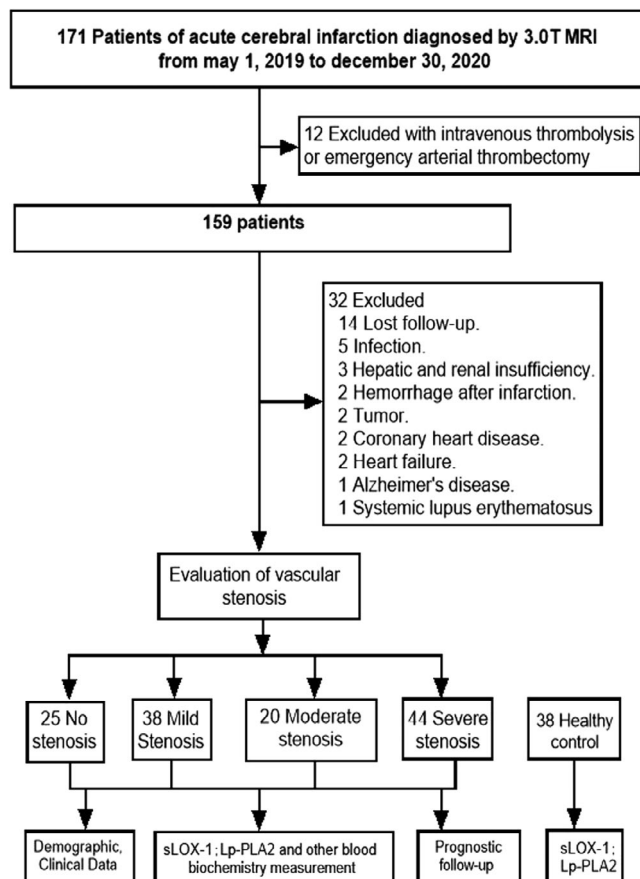 171 Patients of acute cerebral infarction diagnosed by 3.0T MRI
from may 1, 2019 to december 30, 2020
12 Excluded with intravenous thrombolysis
or emergency arterial thrombectomy
159 patients
32 Excluded
14 Lost follow-up.
5 Infection.
3 Hepatic and renal insufficiency.
2 Hemorrhage after infarction.
2 Tumor.
2 Coronary heart disease.
2 Heart failure.
1 Alzheimer's disease.
1 Systemic lupus erythematosus
Evaluation of vascular
stenosis
25 No
stenosis
38 Mild
Stenosis
20 Moderate
stenosis
44 Severe
stenosis
38 Healthy
control
Demographic,
Clinical Data
sLOX-1; Lp-PLA2 and other blood
biochemistry measurement
Prognostic
follow-up
sLOX-1;
Lp-PLA2